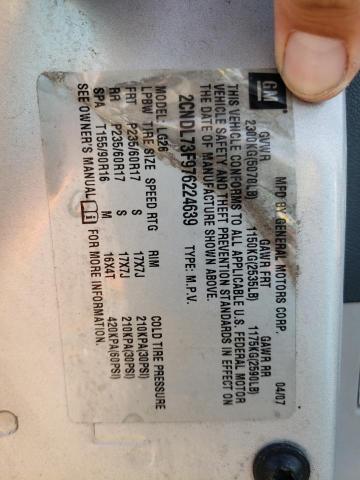 GM MFD BY GENERAL MOTORS CORP. 04/07
GVWR GAWR FRT GAWR RR
2300KG(5070LB) 1150KG(2535LB) 1175KG(2590LB)
THIS VEHICLE CONFORMS TO ALL APPLICABLE U.S. FEDERAL MOTOR
VEHICLE SAFETY AND THEFT PREVENTION STANDARDS IN EFFECT ON
THE DATE OF MANUFACTURE SHOWN ABOVE.
2CNDL73F976224639 TYPE: M.P.V.
MODEL: LG26
LPBW TIRE SIZE SPEED RTG RIM COLD TIRE PRESSURE
FRT P235/60R17 S 17X7J 210KPA(30PSI)
RR P235/60R17 S 17X7J 210KPA(30PSI)
SPA T155/90R16 M 16X4T 420KPA(60PSI)
SEE OWNER'S MANUAL i FOR MORE INFORMATION.